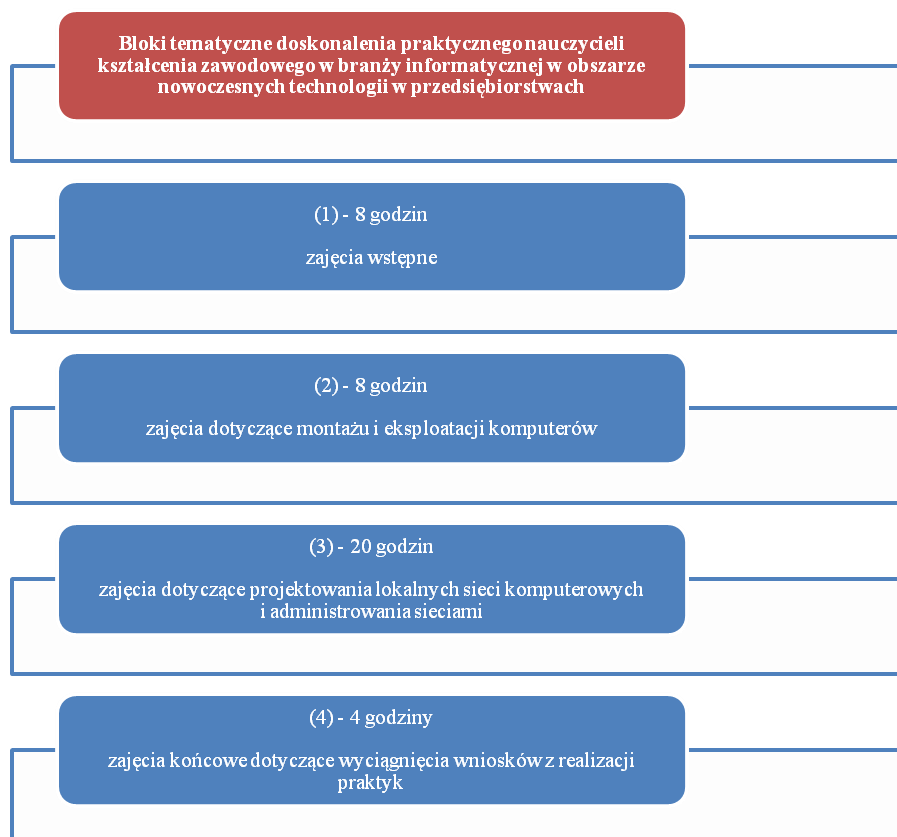 Bloki tematyczne doskonalenia praktycznego nauczycieli
kształcenia zawodowego w branży informatycznej w obszarze
nowoczesnych technologii w przedsiębiorstwach
(1) - 8 godzin
zajęcia wstępne
(2) - 8 godzin
zajęcia dotyczące montażu i eksploatacji komputerów
(3) - 20 godzin
zajęcia dotyczące projektowania lokalnych sieci komputerowych
i administrowania sieciami
(4) - 4 godziny
zajęcia końcowe dotyczące wyciągnięcia wniosków z realizacji
praktyk